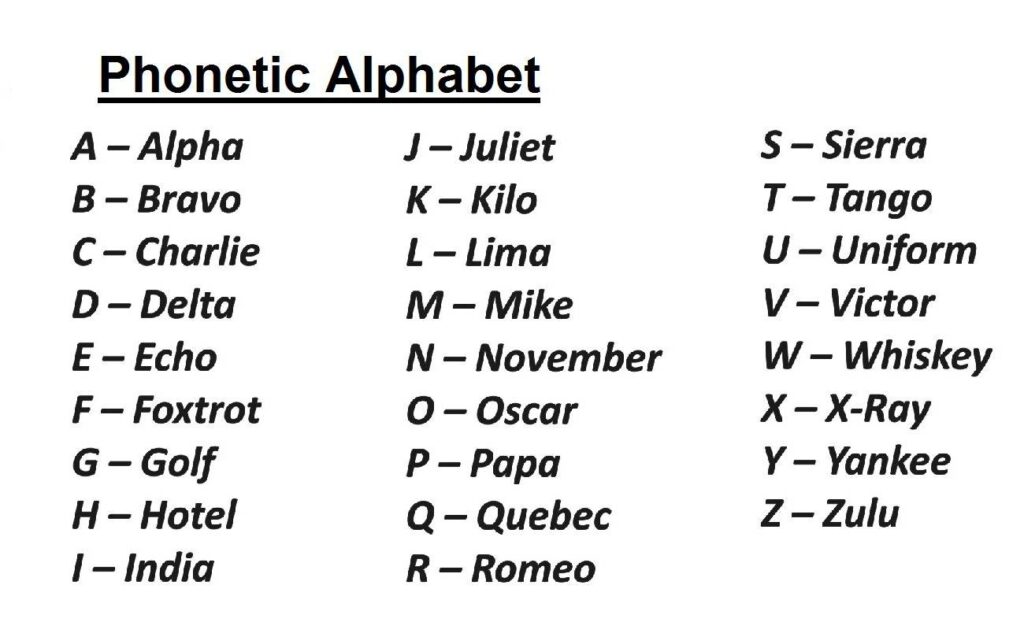 Phonetic Alphabet
A – Alpha
B – Bravo
C – Charlie
D – Delta
E – Echo
F – Foxtrot
G – Golf
H – Hotel
I – India
J – Juliet
K – Kilo
L – Lima
M – Mike
N – November
O – Oscar
P – Papa
Q – Quebec
R – Romeo
S – Sierra
T – Tango
U – Uniform
V – Victor
W – Whiskey
X – X-Ray
Y – Yankee
Z – Zulu